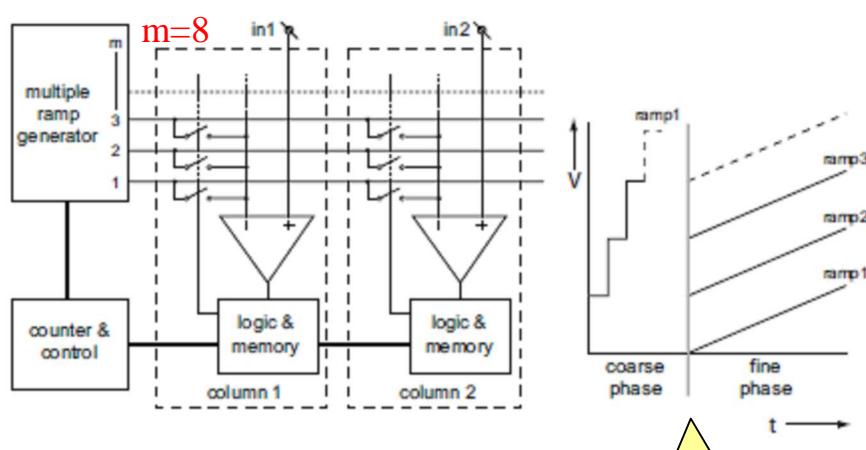 m=8
in1
in2
m
multiple
ramp
generator
3
2
1
+
+
counter &
control
logic &
memory
logic &
memory
column 1
column 2
V
ramp1
ramp3
ramp2
ramp1
coarse
phase
fine
phase
t